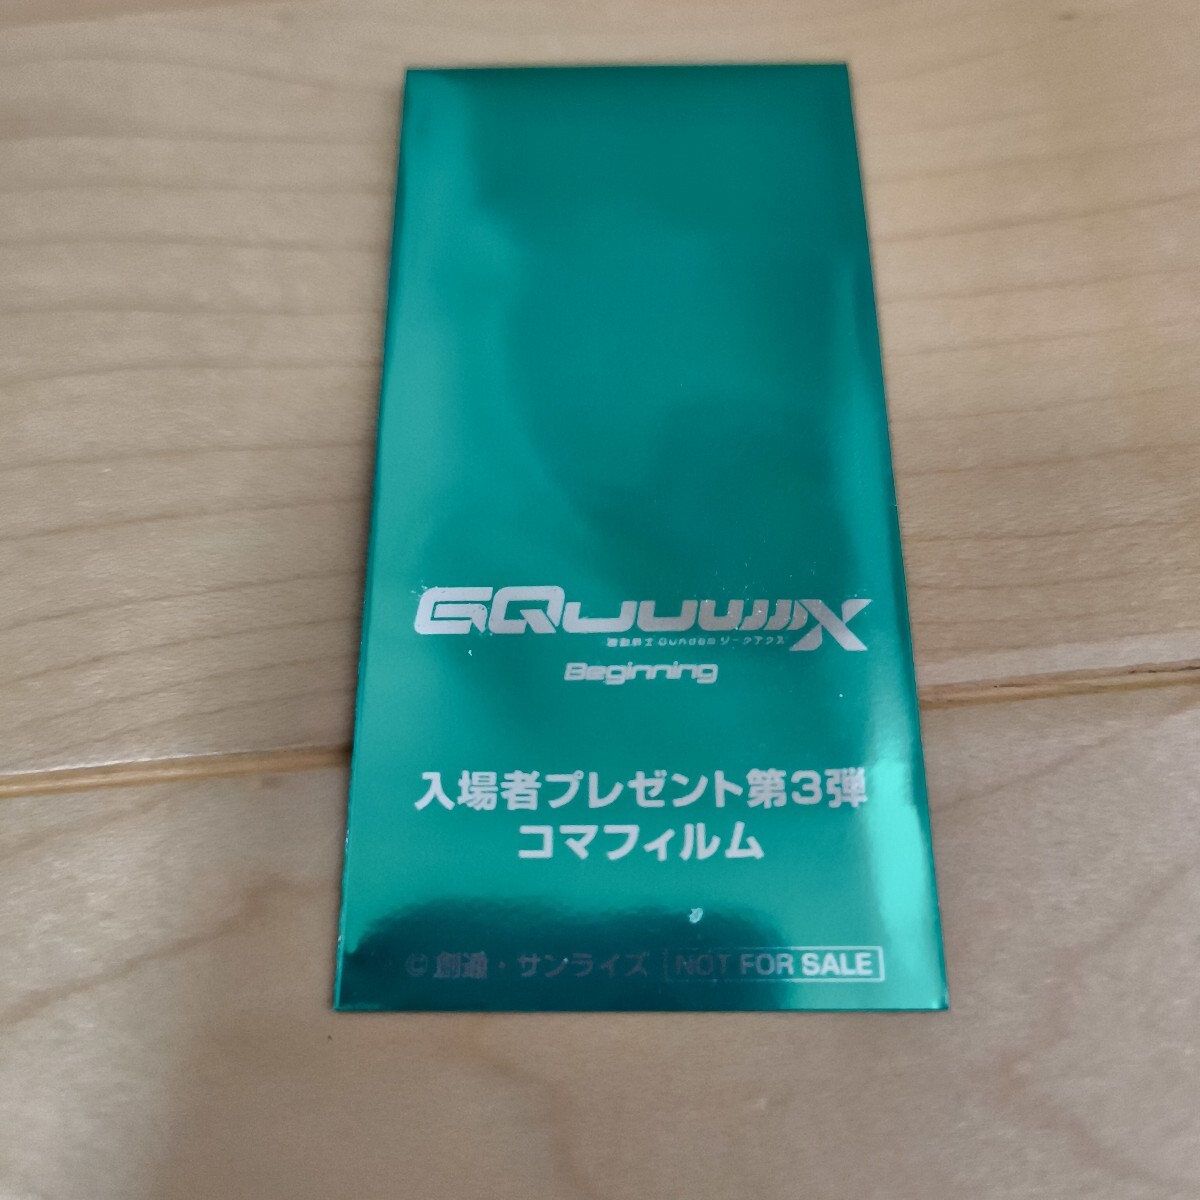 GQuuuuuuX
機動戦士Gundam ジークアクス
Beginning
入場者プレゼント第3弾
コマフィルム
© 創通・サンライズ NOT FOR SALE